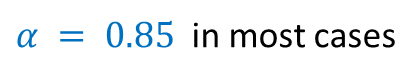 α = 0.85 in most cases